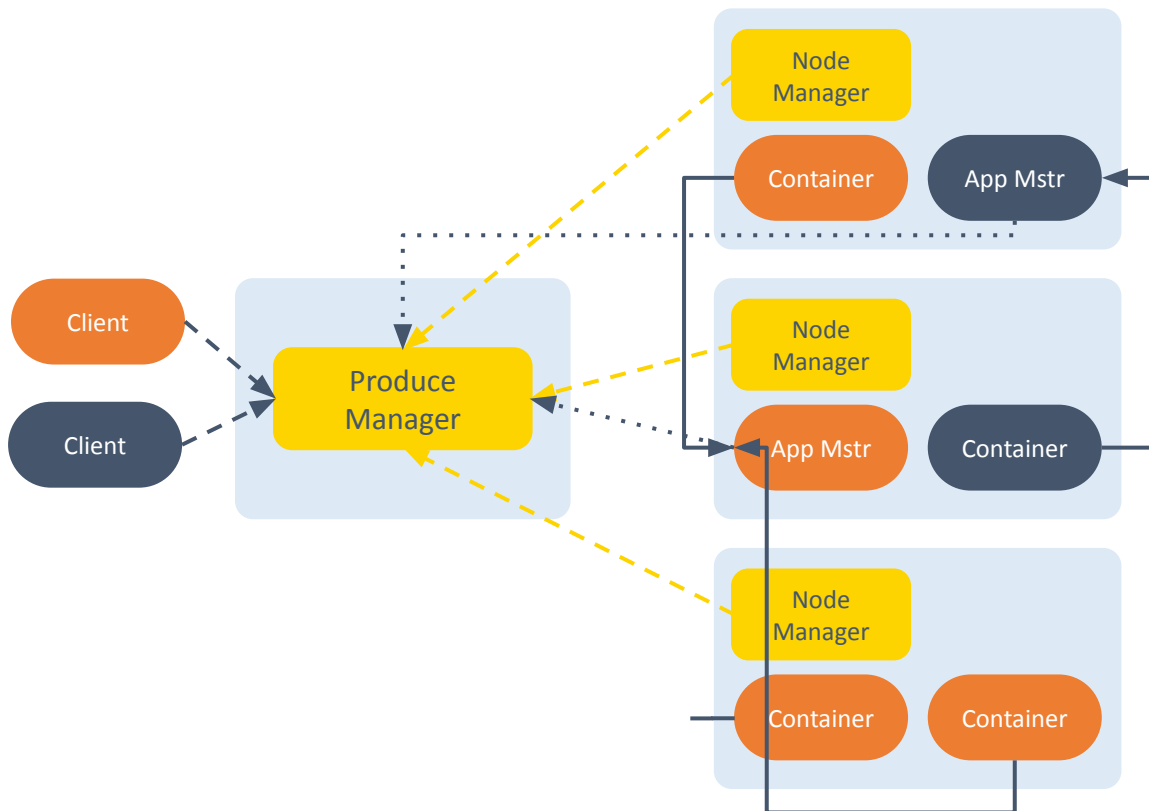 Node
Manager
Container
App Mstr
Client
Client
Produce
Manager
Node
Manager
App Mstr
Container
Node
Manager
Container
Container